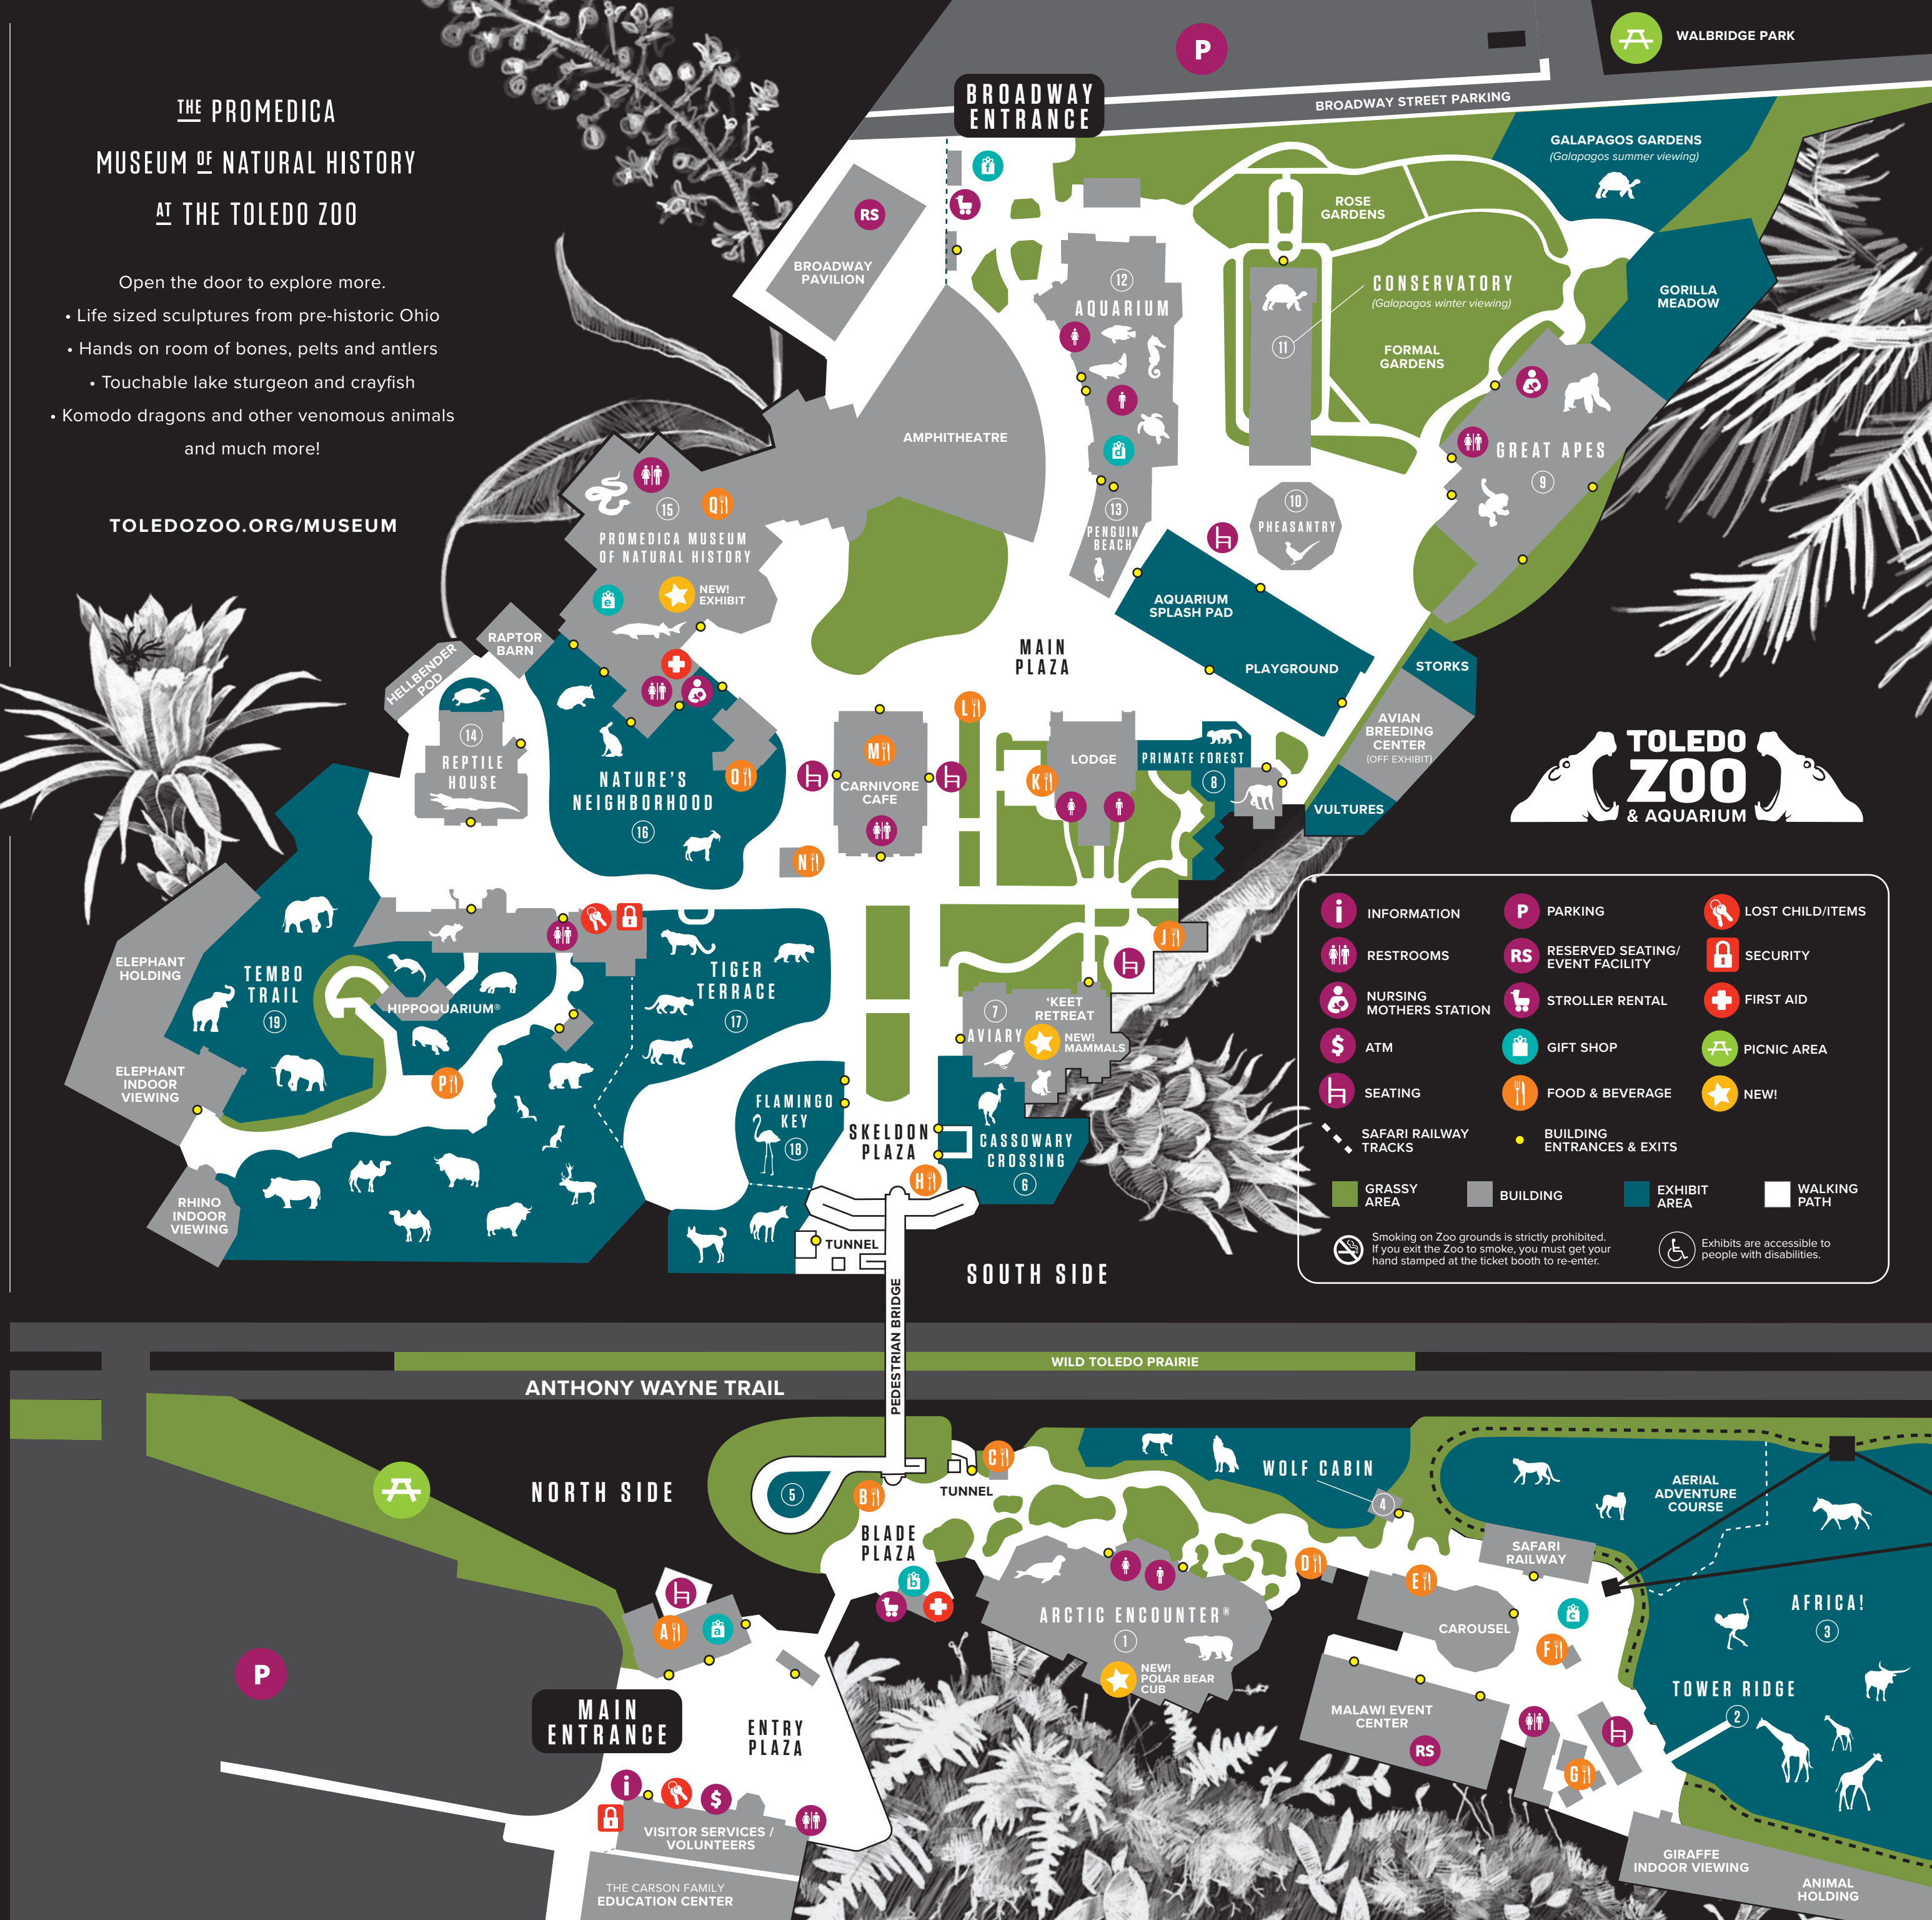 THE PROMEDICA
MUSEUM OF NATURAL HISTORY
AT THE TOLEDO ZOO
Open the door to explore more.
• Life sized sculptures from pre-historic Ohio
• Hands on room of bones, pelts and antlers
• Touchable lake sturgeon and crayfish
• Komodo dragons and other venomous animals
and much more!
TOLEDOZOO.ORG/MUSEUM
P
WALBRIDGE PARK
BROADWAY
ENTRANCE
BROADWAY STREET PARKING
GALAPAGOS GARDENS
(Galapagos summer viewing)
f
RS
BROADWAY
PAVILION
ROSE
GARDENS
12
AQUARIUM
CONSERVATORY
(Galapagos winter viewing)
11
FORMAL
GARDENS
GORILLA
MEADOW
AMPHITHEATRE
d
GREAT APES
9
13
PENGUIN
BEACH
10
PHEASANTRY
15
Q
PROMEDICA MUSEUM
OF NATURAL HISTORY
e
NEW!
EXHIBIT
RAPTOR
BARN
HELLBENDER
POD
AQUARIUM
SPLASH PAD
MAIN
PLAZA
PLAYGROUND
STORKS
AVIAN
BREEDING
CENTER
(OFF EXHIBIT)
VULTURES
14
REPTILE
HOUSE
NATURE'S
NEIGHBORHOOD
16
O
L
M
CARNIVORE
CAFE
N
K
LODGE
PRIMATE FOREST
8
TOLEDO
ZOO
& AQUARIUM
ELEPHANT
HOLDING
TEMBO
TRAIL
19
HIPPOQUARIUM®
TIGER
TERRACE
17
J
7
AVIARY
'KEET
RETREAT
NEW!
MAMMALS
ELEPHANT
INDOOR
VIEWING
P
FLAMINGO
KEY
18
SKELDON
PLAZA
CASSOWARY
CROSSING
6
H
RHINO
INDOOR
VIEWING
TUNNEL
SOUTH SIDE
i INFORMATION
RESTROOMS
NURSING
MOTHERS STATION
$ ATM
SEATING
SAFARI RAILWAY
TRACKS
P PARKING
RS RESERVED SEATING/
EVENT FACILITY
STROLLER RENTAL
GIFT SHOP
FOOD & BEVERAGE
BUILDING
ENTRANCES & EXITS
LOST CHILD/ITEMS
SECURITY
FIRST AID
PICNIC AREA
NEW!
GRASSY
AREA
BUILDING
EXHIBIT
AREA
WALKING
PATH
Smoking on Zoo grounds is strictly prohibited.
If you exit the Zoo to smoke, you must get your
hand stamped at the ticket booth to re-enter.
Exhibits are accessible to
people with disabilities.
PEDESTRIAN BRIDGE
WILD TOLEDO PRAIRIE
ANTHONY WAYNE TRAIL
NORTH SIDE
5
B
C
TUNNEL
BLADE
PLAZA
b
WOLF CABIN
4
AERIAL
ADVENTURE
COURSE
SAFARI
RAILWAY
D
E
ARCTIC ENCOUNTER®
1
NEW!
POLAR BEAR
CUB
CAROUSEL
c
F
AFRICA!
3
TOWER RIDGE
2
A
a
P
MAIN
ENTRANCE
ENTRY
PLAZA
MALAWI EVENT
CENTER
RS
G
i
$
VISITOR SERVICES /
VOLUNTEERS
THE CARSON FAMILY
EDUCATION CENTER
GIRAFFE
INDOOR VIEWING
ANIMAL
HOLDING